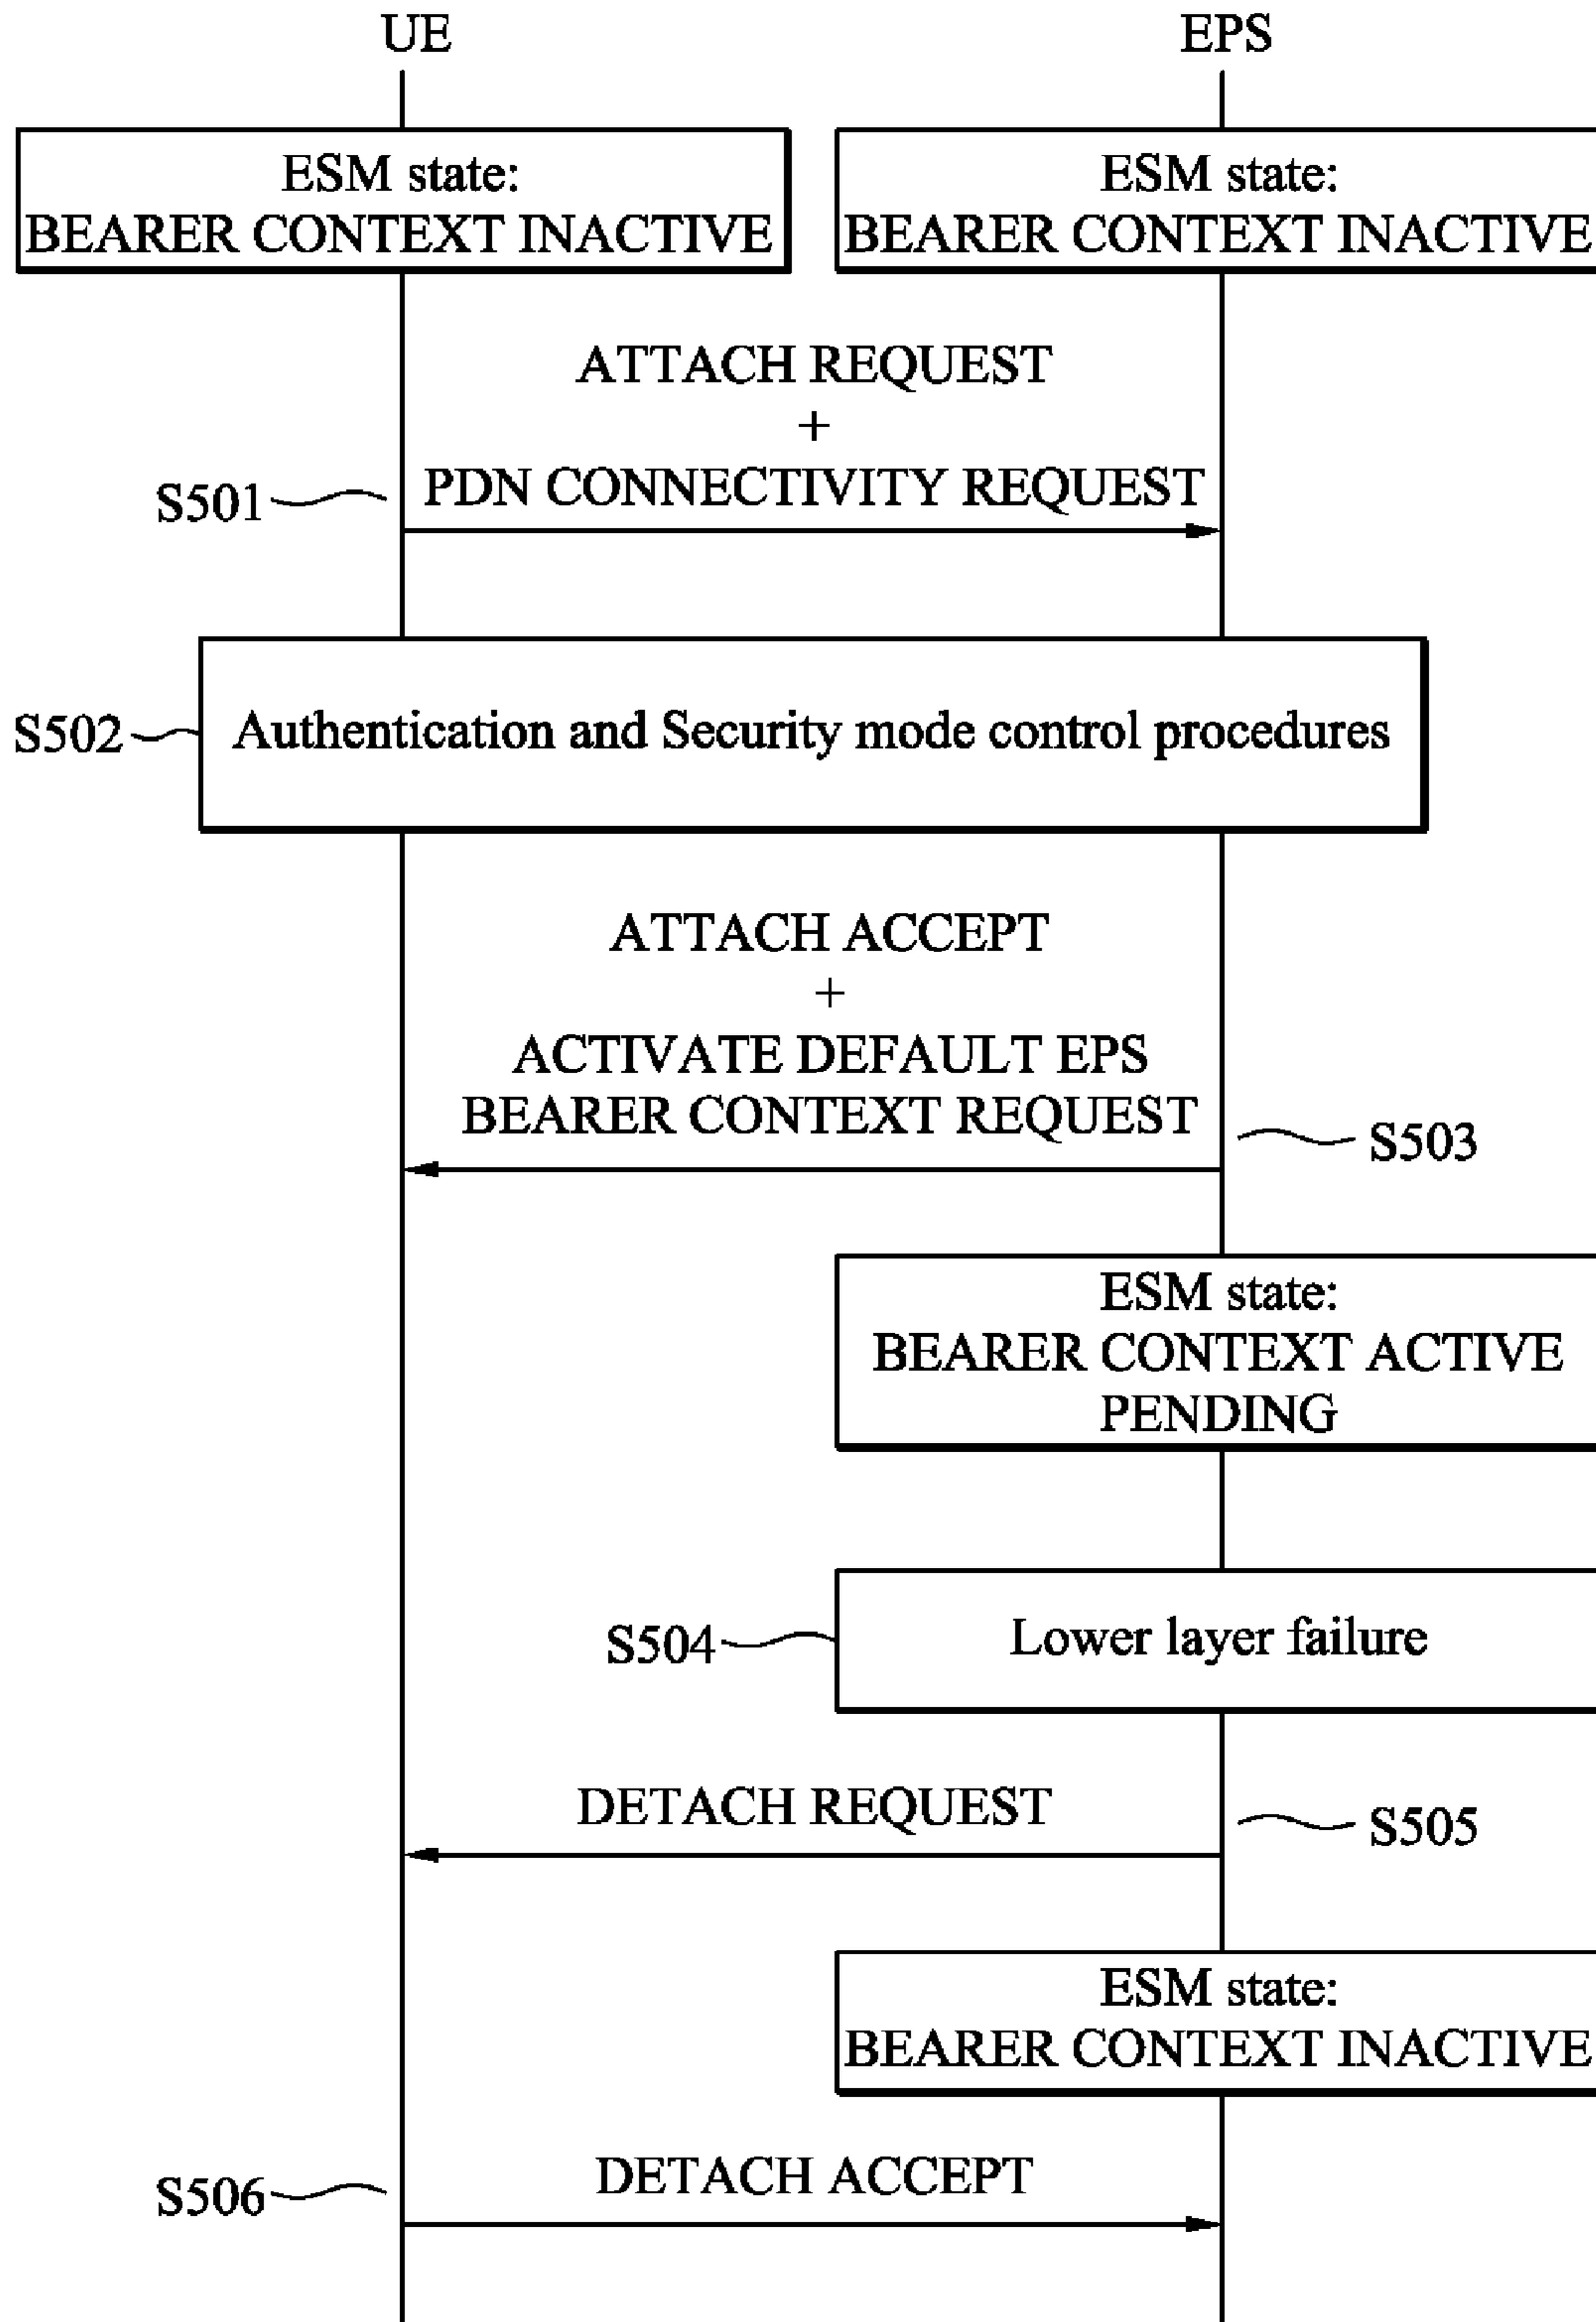 UE
EPS
ESM state:
BEARER CONTEXT INACTIVE
ESM state:
BEARER CONTEXT INACTIVE
ATTACH REQUEST
+
PDN CONNECTIVITY REQUEST
S501
S502
Authentication and Security mode control procedures
ATTACH ACCEPT
+
ACTIVATE DEFAULT EPS
BEARER CONTEXT REQUEST
S503
ESM state:
BEARER CONTEXT ACTIVE
PENDING
S504
Lower layer failure
DETACH REQUEST
S505
ESM state:
BEARER CONTEXT INACTIVE
DETACH ACCEPT
S506